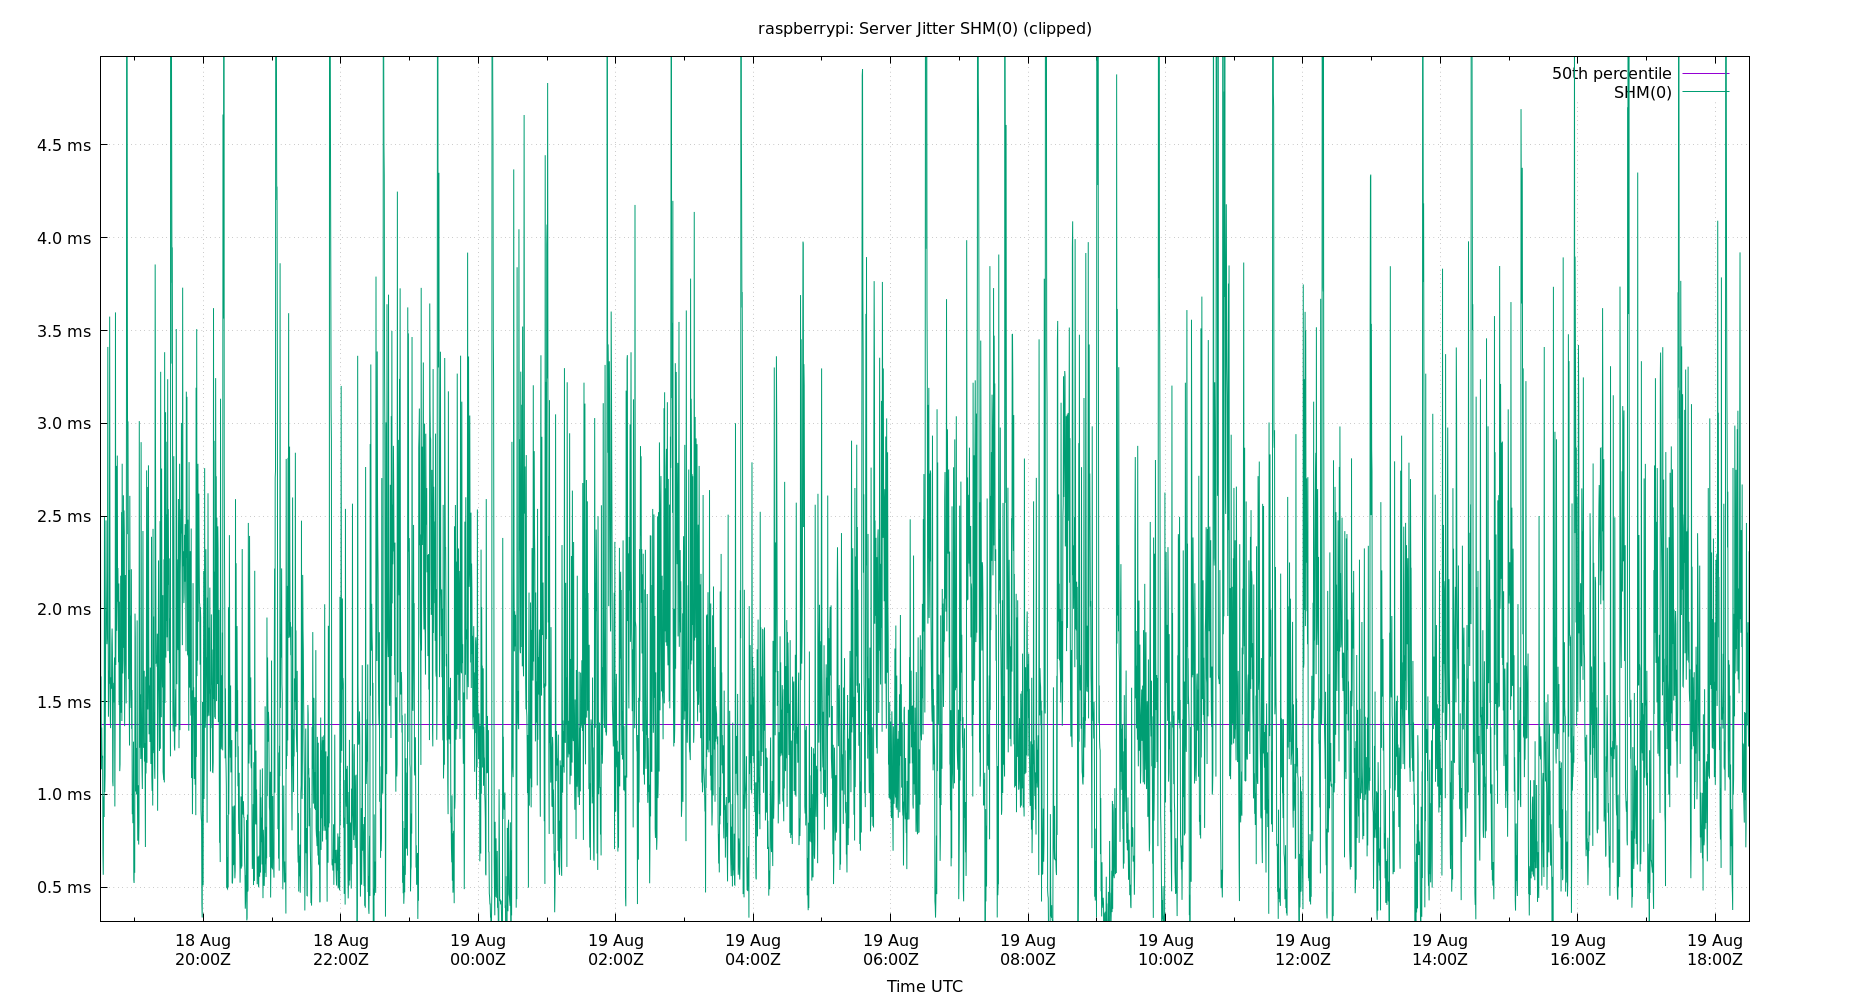 raspberrypi: Server Jitter SHM(0) (clipped)
50th percentile
SHM(0)
4.5 ms
4.0 ms
3.5 ms
3.0 ms
2.5 ms
2.0 ms
1.5 ms
1.0 ms
0.5 ms
18 Aug 18 Aug 19 Aug 19 Aug 19 Aug 19 Aug 19 Aug 19 Aug 19 Aug 19 Aug 19 Aug 19 Aug
20:00Z 22:00Z 00:00Z 02:00Z 04:00Z 06:00Z 08:00Z 10:00Z 12:00Z 14:00Z 16:00Z 18:00Z
Time UTC